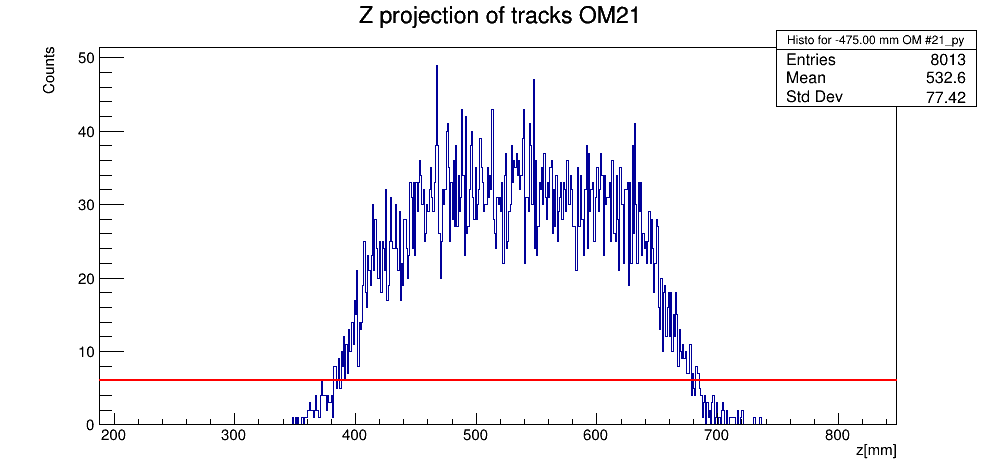 Z projection of tracks OM21
Histo for -475.00 mm OM #21_py
Entries 8013
Mean 532.6
Std Dev 77.42
Counts
50
40
30
20
10
0
200 300 400 500 600 700 800
z[mm]